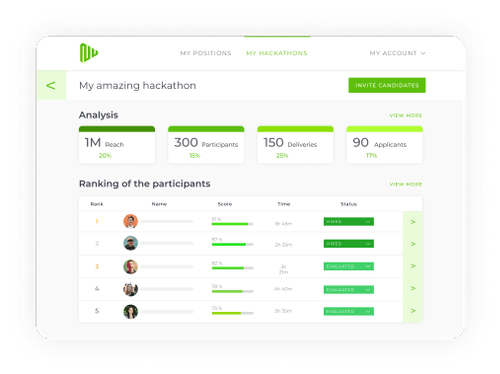 MY POSITIONS MY HACKATHONS MY ACCOUNT
< My amazing hackathon INVITE CANDIDATES
Analysis VIEW MORE
1M Reach 300 Participants 150 Deliveries 90 Applicants
20% 15% 25% 17%
Ranking of the participants VIEW MORE
Rank Name Score Time Status
1 91% 3h 45m HIRED >
2 87% 2h 33m HIRED >
3 82% 3h EVALUATED >
21m
4 78% 4h 40m EVALUATED >
5 75% 3h 35m EVALUATED >